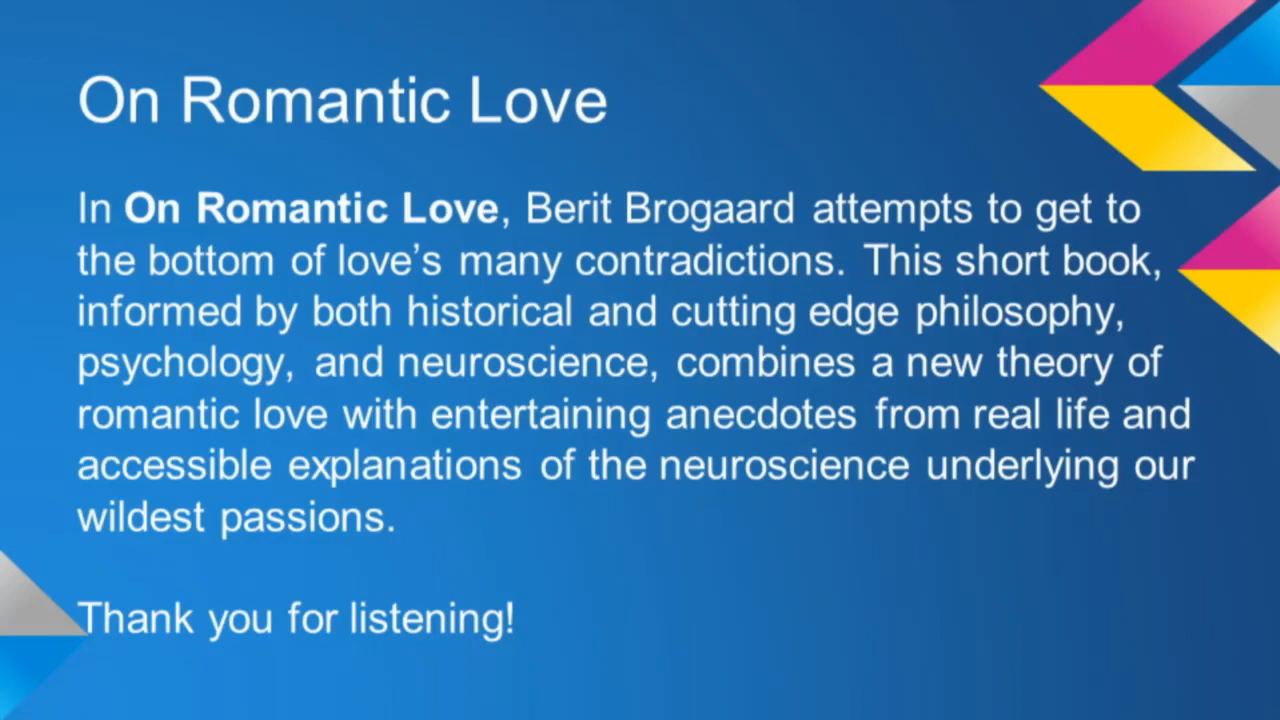 On Romantic Love
In On Romantic Love, Berit Brogaard attempts to get to
the bottom of love’s many contradictions. This short book,
informed by both historical and cutting edge philosophy,
psychology, and neuroscience, combines a new theory of
romantic love with entertaining anecdotes from real life and
accessible explanations of the neuroscience underlying our
wildest passions.
Thank you for listening!